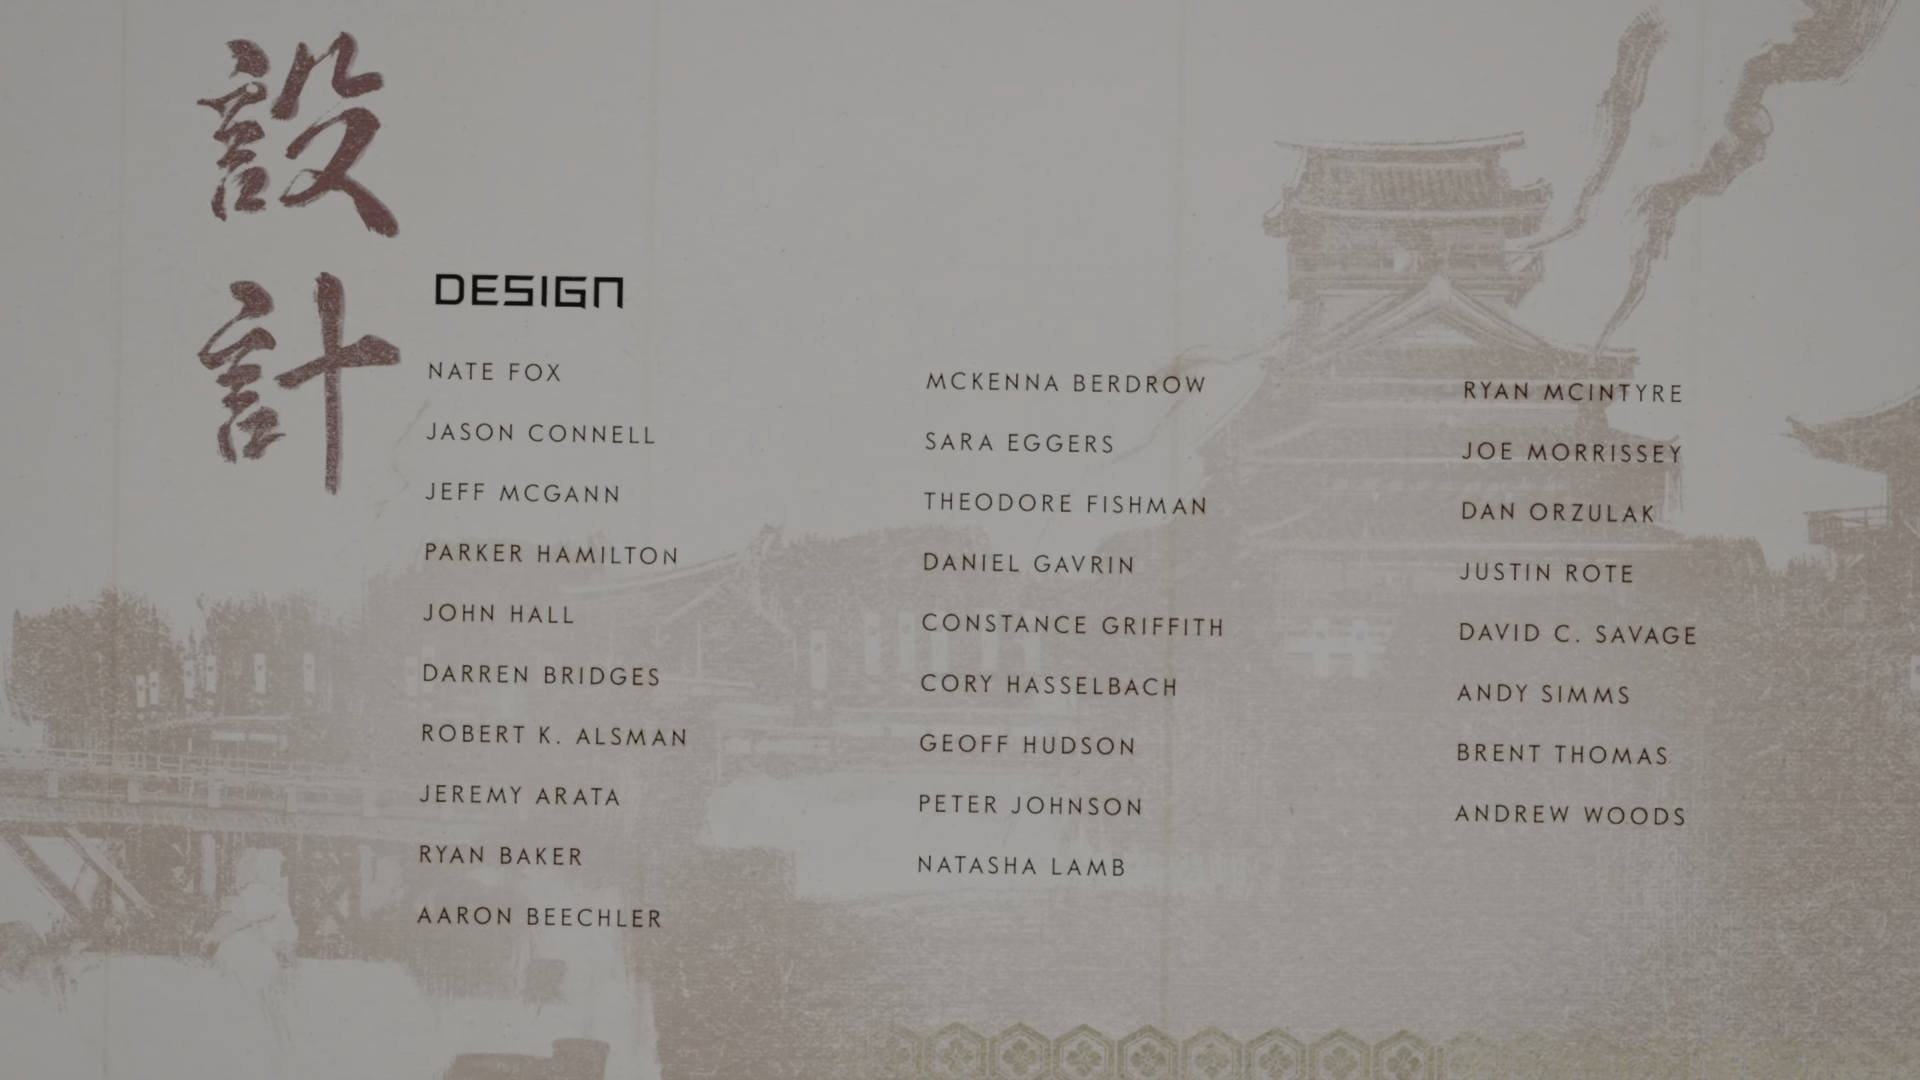 設計
DESIGN
NATE FOX
JASON CONNELL
JEFF MCGANN
PARKER HAMILTON
JOHN HALL
DARREN BRIDGES
ROBERT K. ALSMAN
JEREMY ARATA
RYAN BAKER
AARON BEECHLER
MCKENNA BERDROW
SARA EGGERS
THEODORE FISHMAN
DANIEL GAVRIN
CONSTANCE GRIFFITH
CORY HASSELBACH
GEOFF HUDSON
PETER JOHNSON
NATASHA LAMB
RYAN MCINTYRE
JOE MORRISSEY
DAN ORZULAK
JUSTIN ROTE
DAVID C. SAVAGE
ANDY SIMMS
BRENT THOMAS
ANDREW WOODS